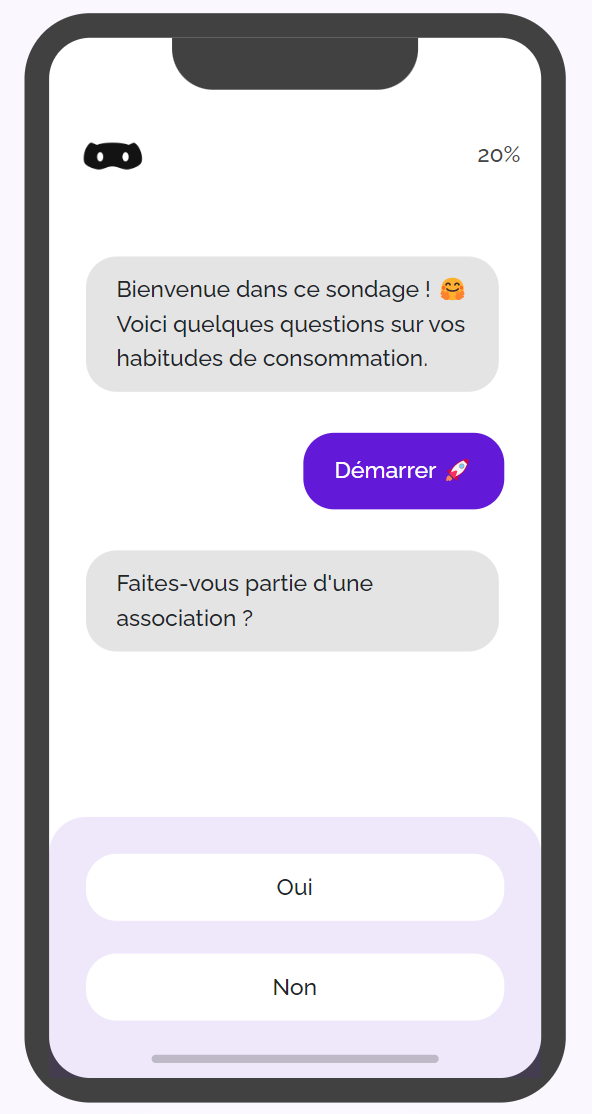 20%
Bienvenue dans ce sondage ! 🤗
Voici quelques questions sur vos
habitudes de consommation.
Démarrer 🚀
Faites-vous partie d'une
association ?
Oui
Non